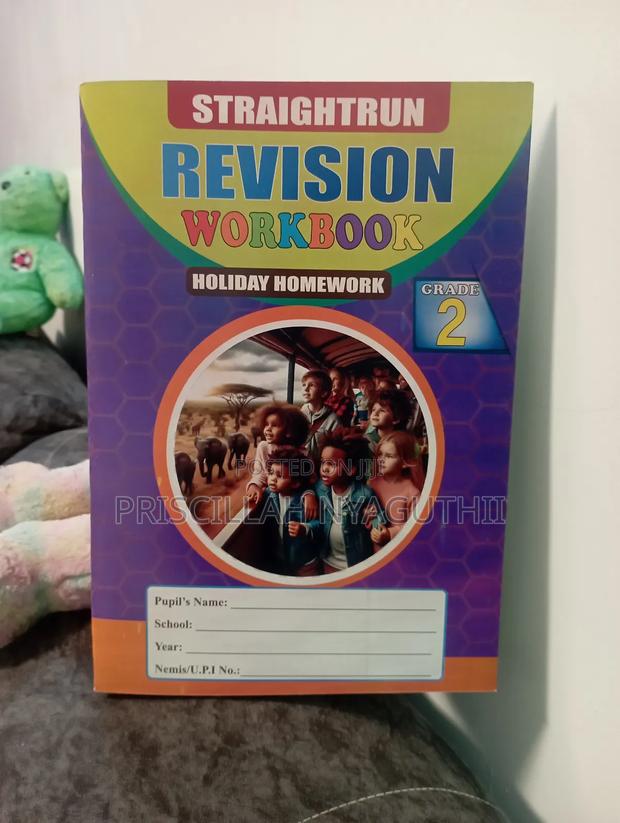 STRAIGHTRUN
REVISION
WORKBOOK
HOLIDAY HOMEWORK
GRADE
2
POSTED ON JIJI
PRISCILLAH NYAGUTHII
Pupil's Name:
School:
Year:
Nemis/U.P.I No.: